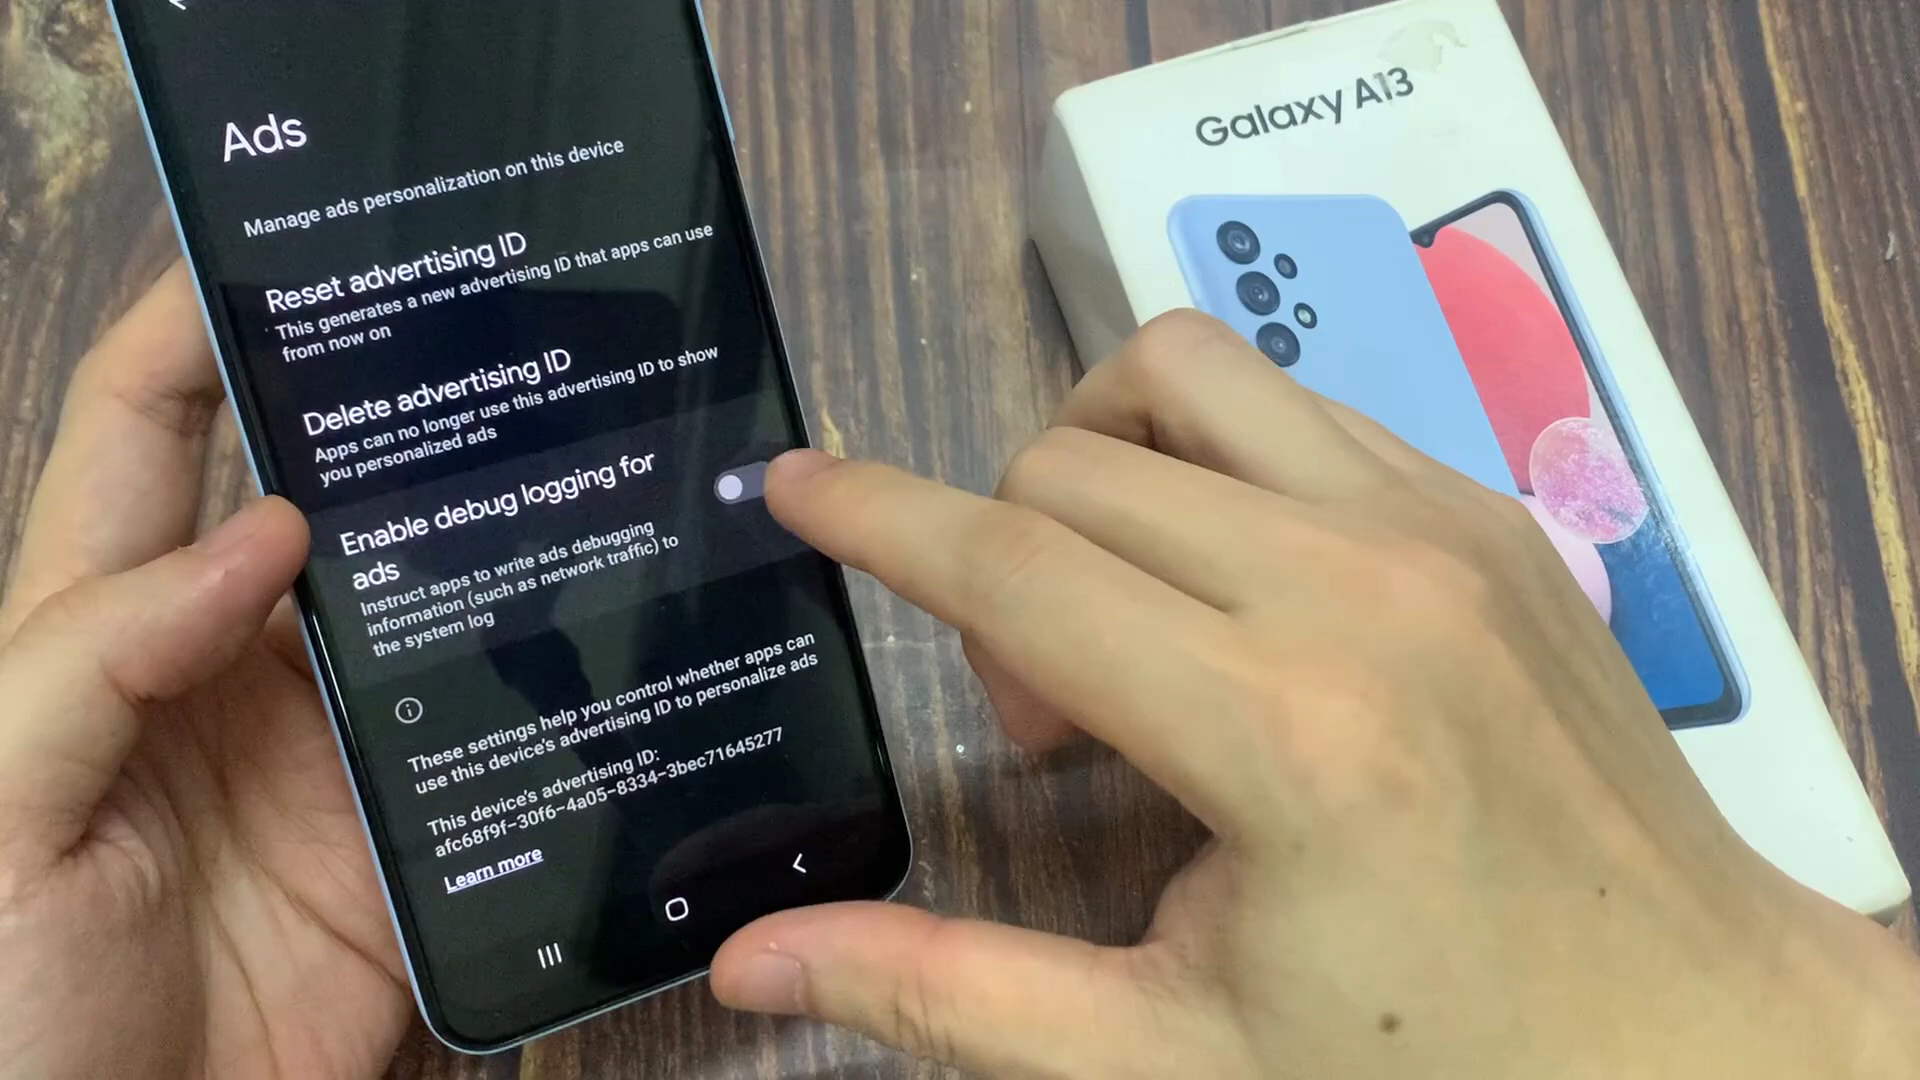 Ads
Manage ads personalization on this device
Reset advertising ID
This generates a new advertising ID that apps can use
from now on
Delete advertising ID
Apps can no longer use this advertising ID to show
you personalized ads
Enable debug logging for
ads
Instruct apps to write ads debugging
information (such as network traffic) to
the system log
These settings help you control whether apps can
use this device's advertising ID to personalize ads
This device's advertising ID:
afc68f9f-30f6-4a05-8334-3bec71645277
Learn more
Galaxy A13